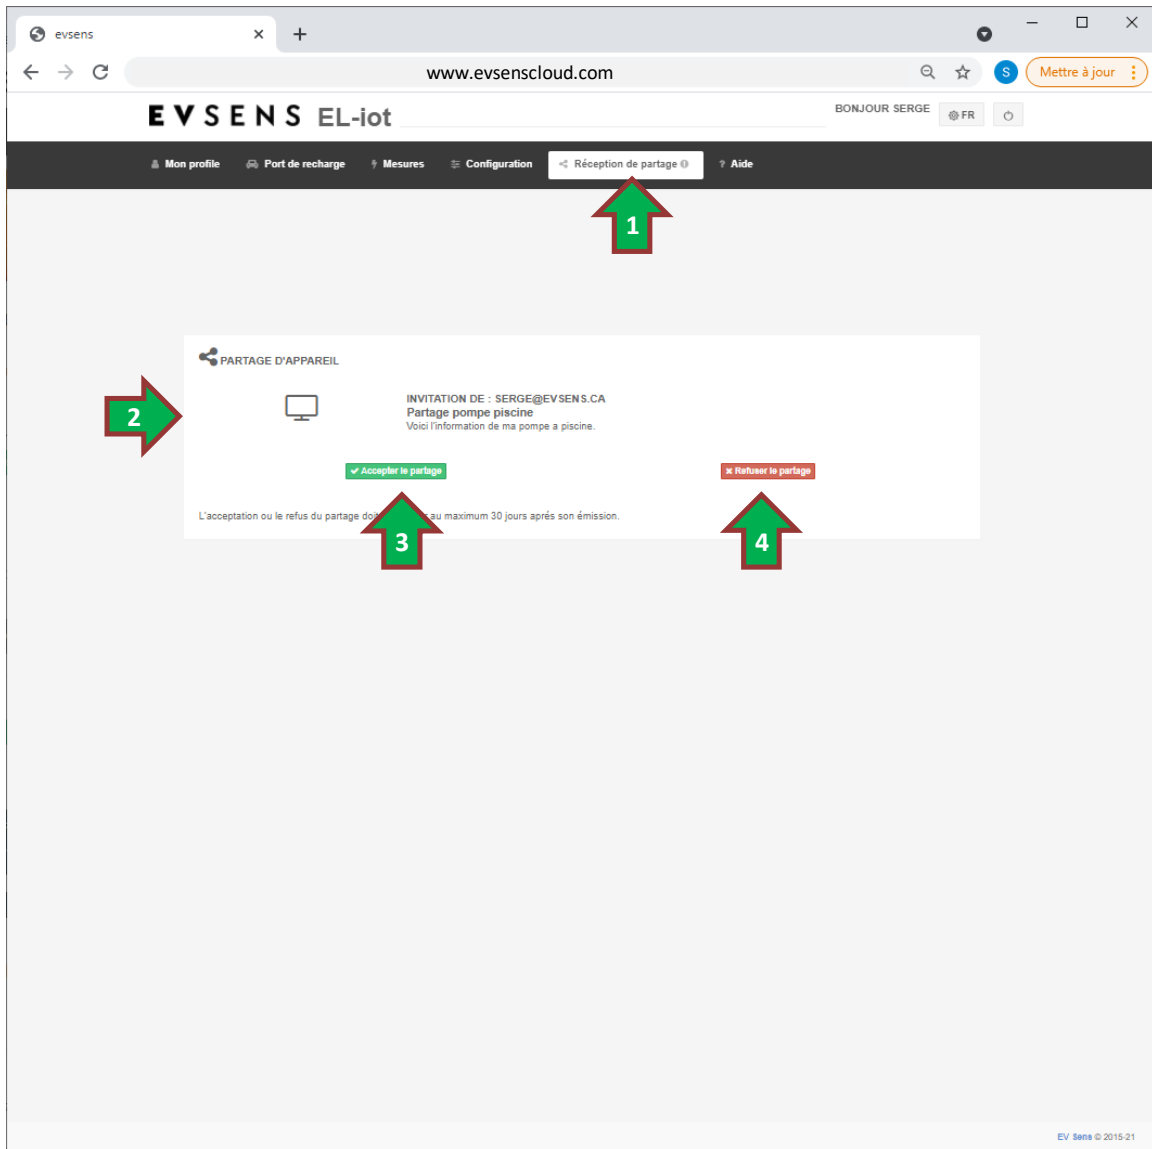 evsens
www.evsenscloud.com
S
Mettre à jour
EVSENS EL-iot
BONJOUR SERGE
FR
Mon profile
Port de recharge
Mesures
Configuration
Réception de partage
? Aide
1
PARTAGE D'APPAREIL
INVITATION DE : SERGE@EVSENS.CA
Partage pompe piscine
Voici l'information de ma pompe a piscine.
2
Accepter le partage
Refuser le partage
L'acceptation ou le refus du partage au maximum 30 jours aprés son émission.
3
4
EV Sens © 2015-21